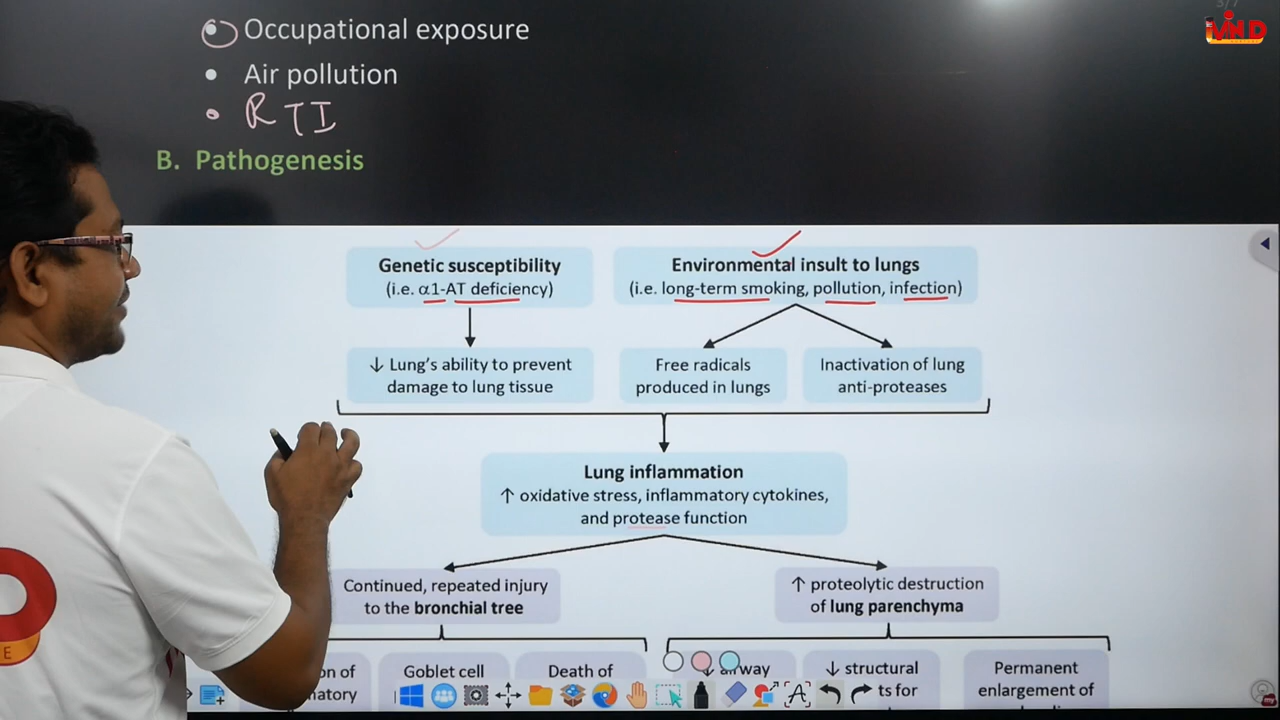 Occupational exposure
Air pollution
RTI
B. Pathogenesis
Genetic susceptibility
(i.e. α1-AT deficiency)
Environmental insult to lungs
(i.e. long-term smoking, pollution, infection)
↓ Lung's ability to prevent
damage to lung tissue
Free radicals
produced in lungs
Inactivation of lung
anti-proteases
Lung inflammation
↑ oxidative stress, inflammatory cytokines,
and protease function
Continued, repeated injury
to the bronchial tree
↑ proteolytic destruction
of lung parenchyma
Goblet cell
Death of
↓ structural
Permanent
enlargement of